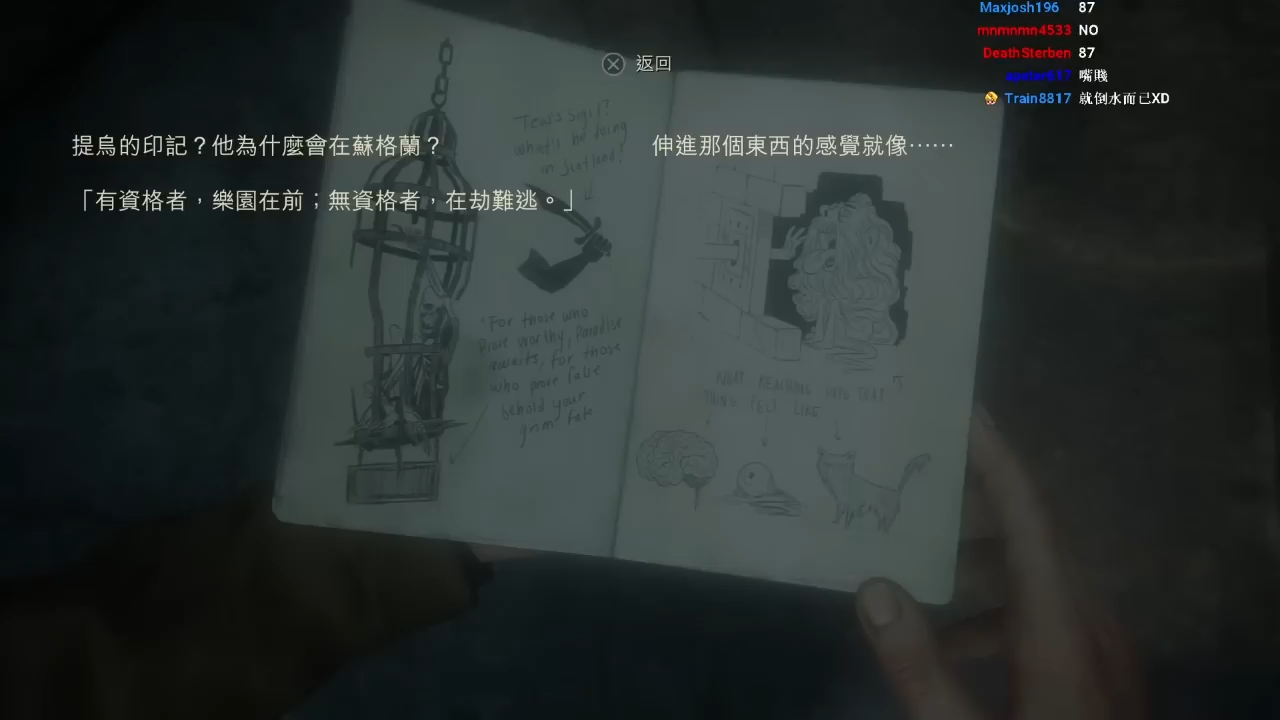 Maxjosh196 87
mnmnmn4533 NO
DeathSterben 87
嘴賤
Train8817 就倒水而已XD
返回
提烏的印記？他為什麼會在蘇格蘭？
「有資格者，樂園在前；無資格者，在劫難逃。」
伸進那個東西的感覺就像……
Tew's sigil?
what's he doing
in Scotland?
"For those who
prove worthy, Paradise
awaits, for those
who prove false
behold your
grim fate
WHAT REACHING INTO THAT
THING FELT LIKE